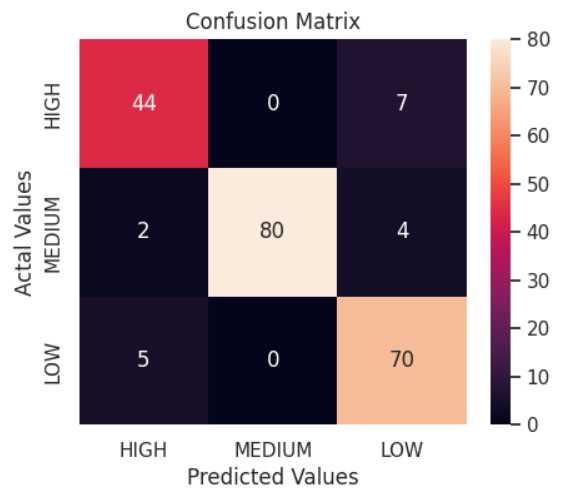 Confusion Matrix
HIGH 44 0 7
MEDIUM 2 80 4
LOW 5 0 70
HIGH MEDIUM LOW
Predicted Values
Actal Values
80
70
60
50
40
30
20
10
0